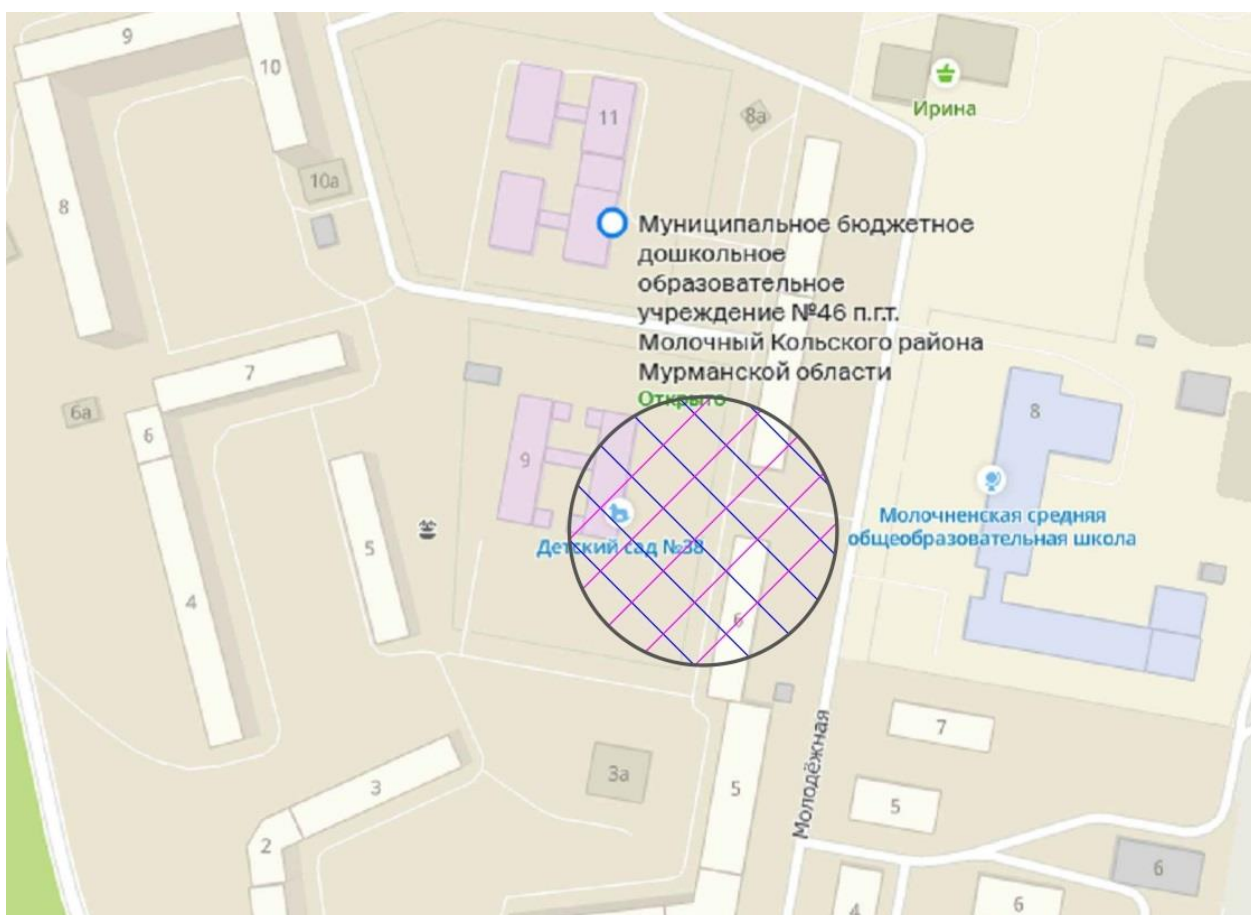 9
10
11
8а
Ирина
10а
8
Муниципальное бюджетное
дошкольное
образовательное
учреждение №46 п.г.т.
Молочный Кольского района
Мурманской области
Открыто
7
6а
6
9
8
5
Детский сад №38
Молочненская средняя
общеобразовательная школа
4
6
7
3а
3
5
Молодёжная
5
2
6
4
6